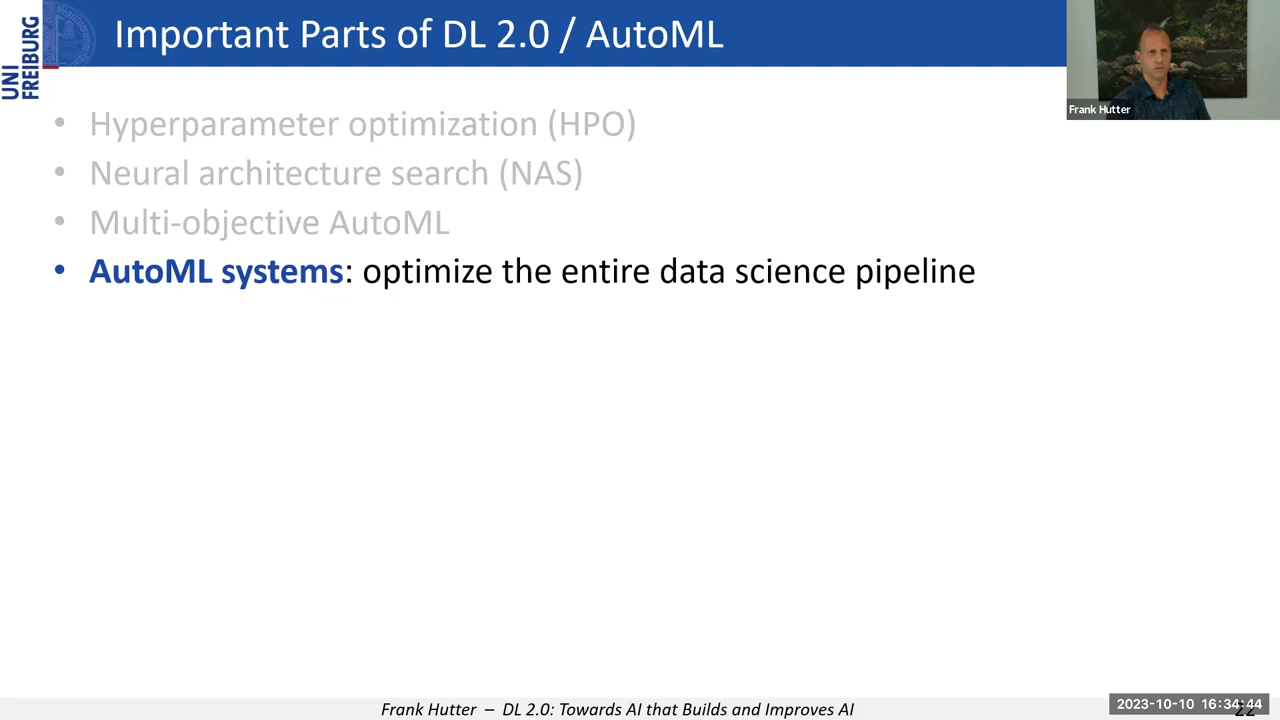 UNI
FREIBURG
Important Parts of DL 2.0 / AutoML
Frank Hutter
• Hyperparameter optimization (HPO)
• Neural architecture search (NAS)
• Multi-objective AutoML
• AutoML systems: optimize the entire data science pipeline
Frank Hutter – DL 2.0: Towards AI that Builds and Improves AI
2023-10-10 16:34:44
22